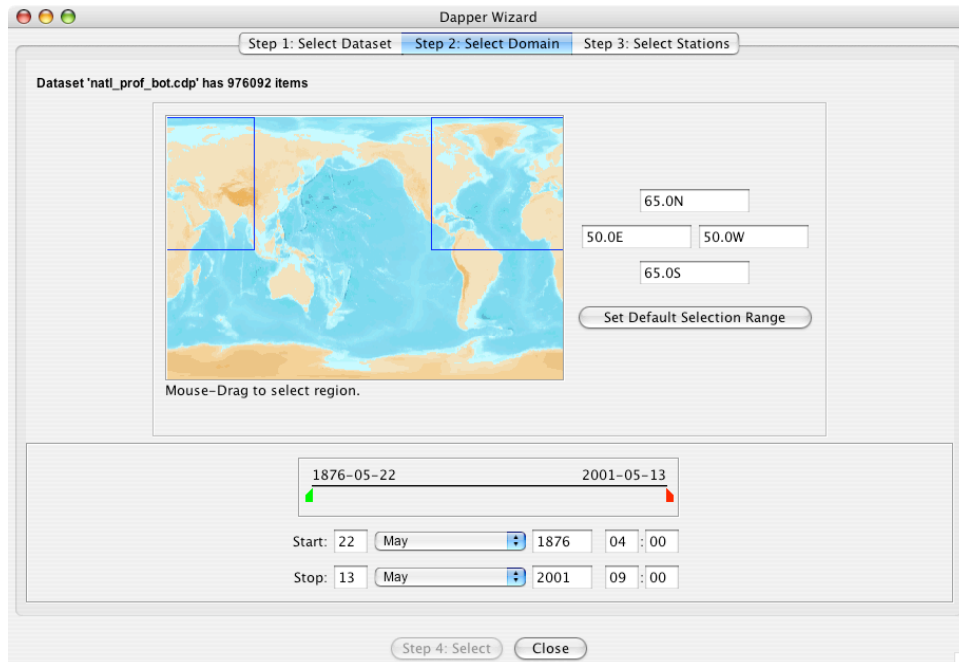 Dapper Wizard
Step 1: Select Dataset Step 2: Select Domain Step 3: Select Stations
Dataset 'natl_prof_bot.cdp' has 976092 items
65.0N
50.0E 50.0W
65.0S
Set Default Selection Range
Mouse-Drag to select region.
1876-05-22 2001-05-13
Start: 22 May 1876 04 : 00
Stop: 13 May 2001 09 : 00
Step 4: Select Close